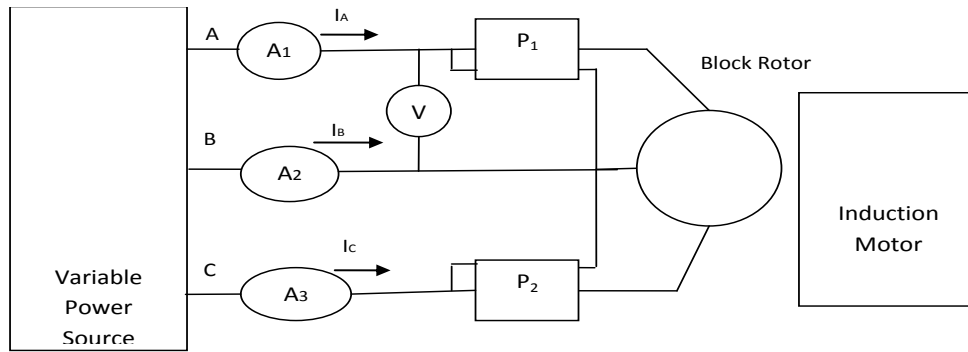 A
A1
IA
P1
Block Rotor
V
B
A2
IB
Induction
Motor
C
A3
IC
P2
Variable
Power
Source